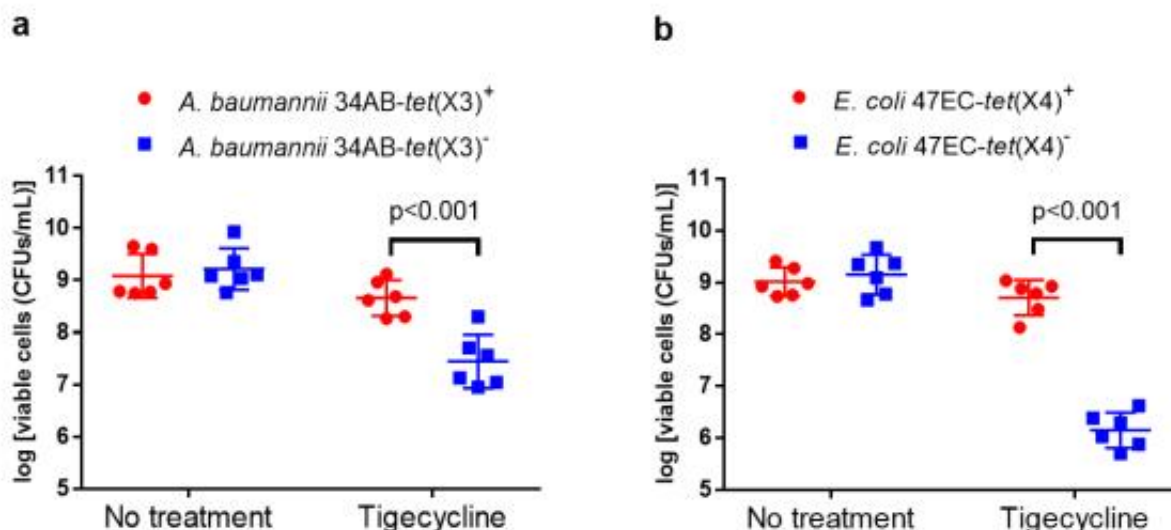 a
A. baumannii 34AB-tet(X3)+
A. baumannii 34AB-tet(X3)-
log [viable cells (CFUs/mL)]
11
10
9
8
7
6
5
p<0.001
No treatment
Tigecycline
b
E. coli 47EC-tet(X4)+
E. coli 47EC-tet(X4)-
log [viable cells (CFUs/mL)]
11
10
9
8
7
6
5
p<0.001
No treatment
Tigecycline